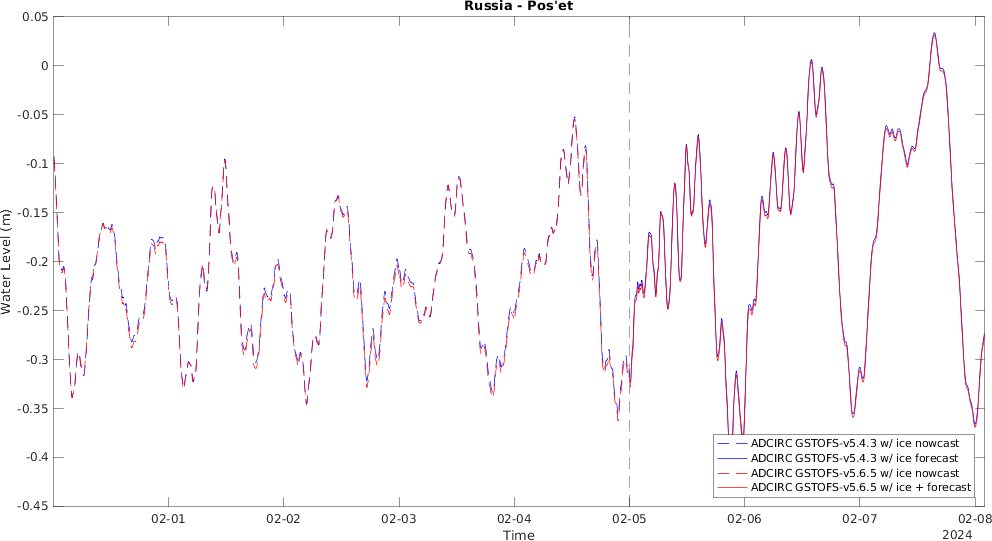 Russia - Pos'et
0.05
0
-0.05
-0.1
-0.15
-0.2
-0.25
-0.3
-0.35
-0.4
-0.45
Water Level (m)
ADCIRC GSTOFS-v5.4.3 w/ ice nowcast
ADCIRC GSTOFS-v5.4.3 w/ ice forecast
ADCIRC GSTOFS-v5.6.5 w/ ice nowcast
ADCIRC GSTOFS-v5.6.5 w/ ice + forecast
02-01 02-02 02-03 02-04 02-05 02-06 02-07 02-08
Time
2024